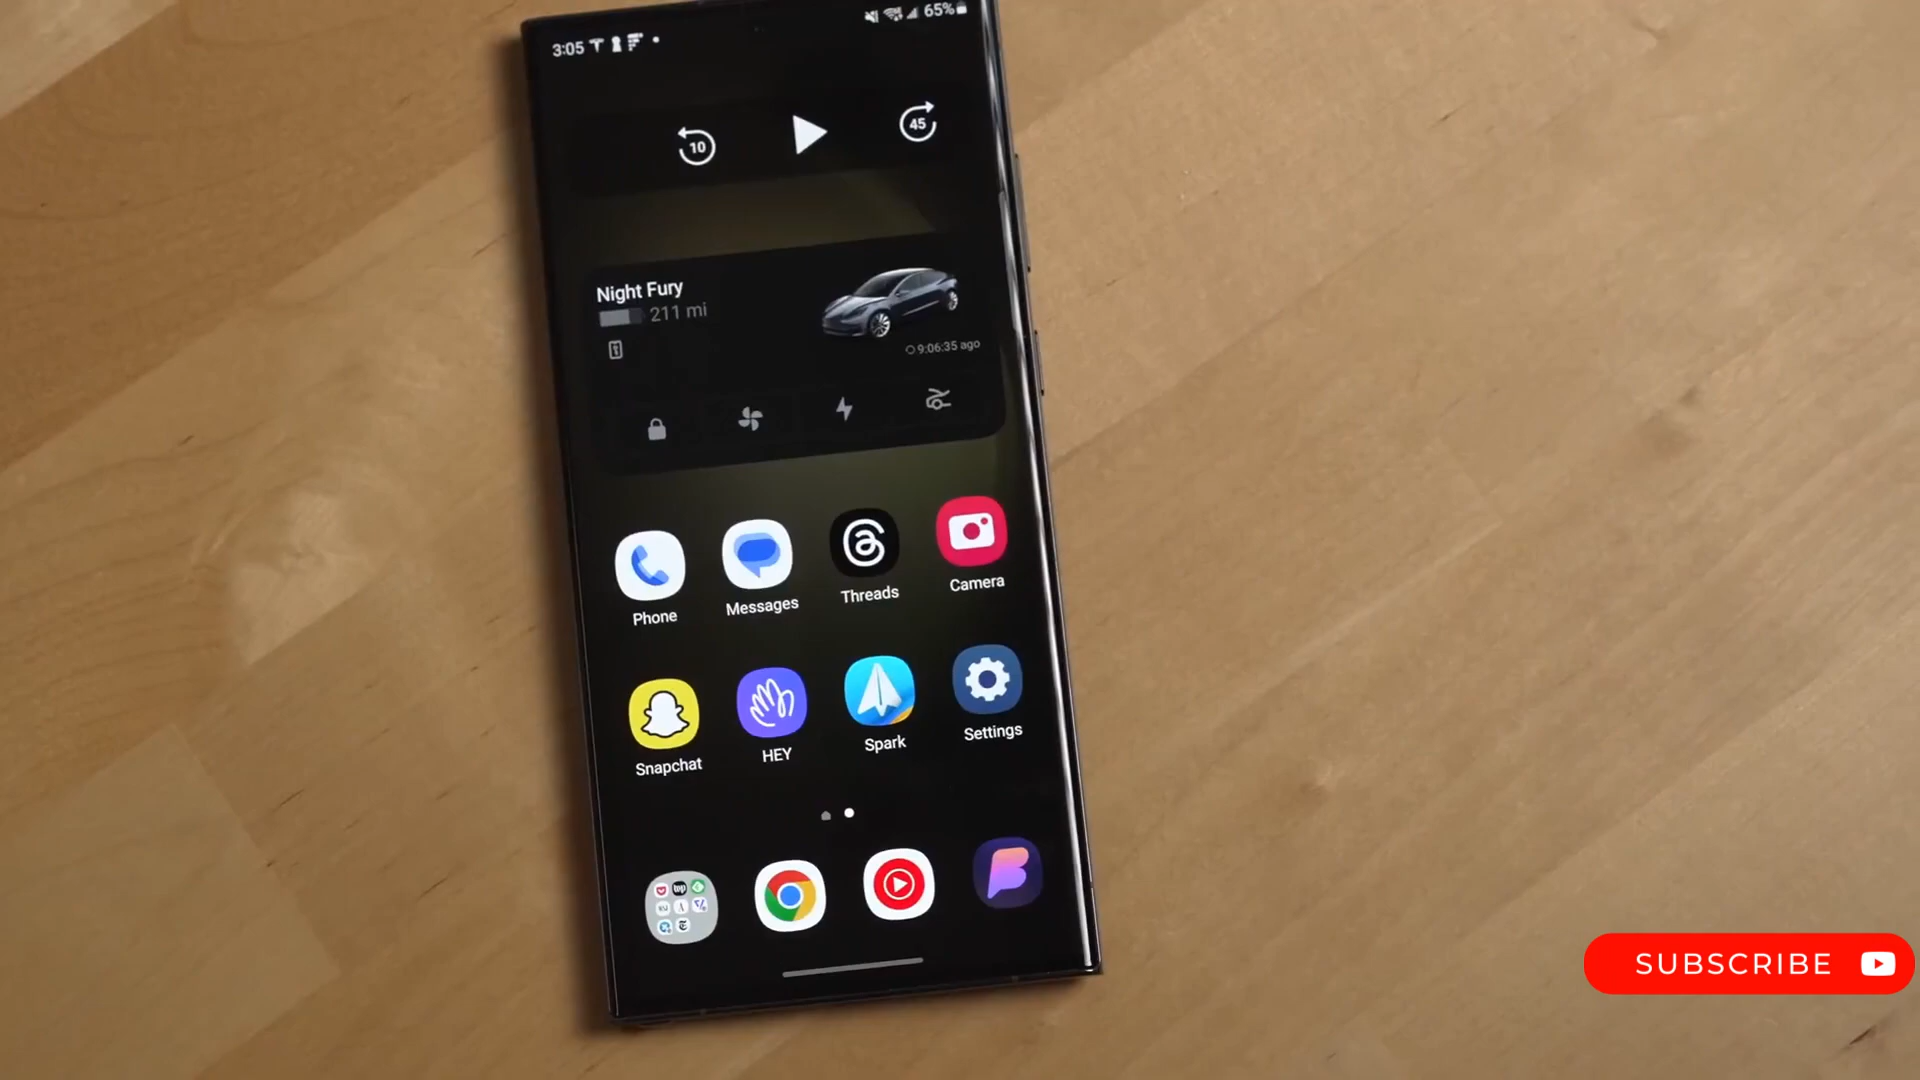 3:05
65%
10
45
Night Fury
211 mi
9:06:35 ago
Phone
Messages
Threads
Camera
Snapchat
HEY
Spark
Settings
SUBSCRIBE